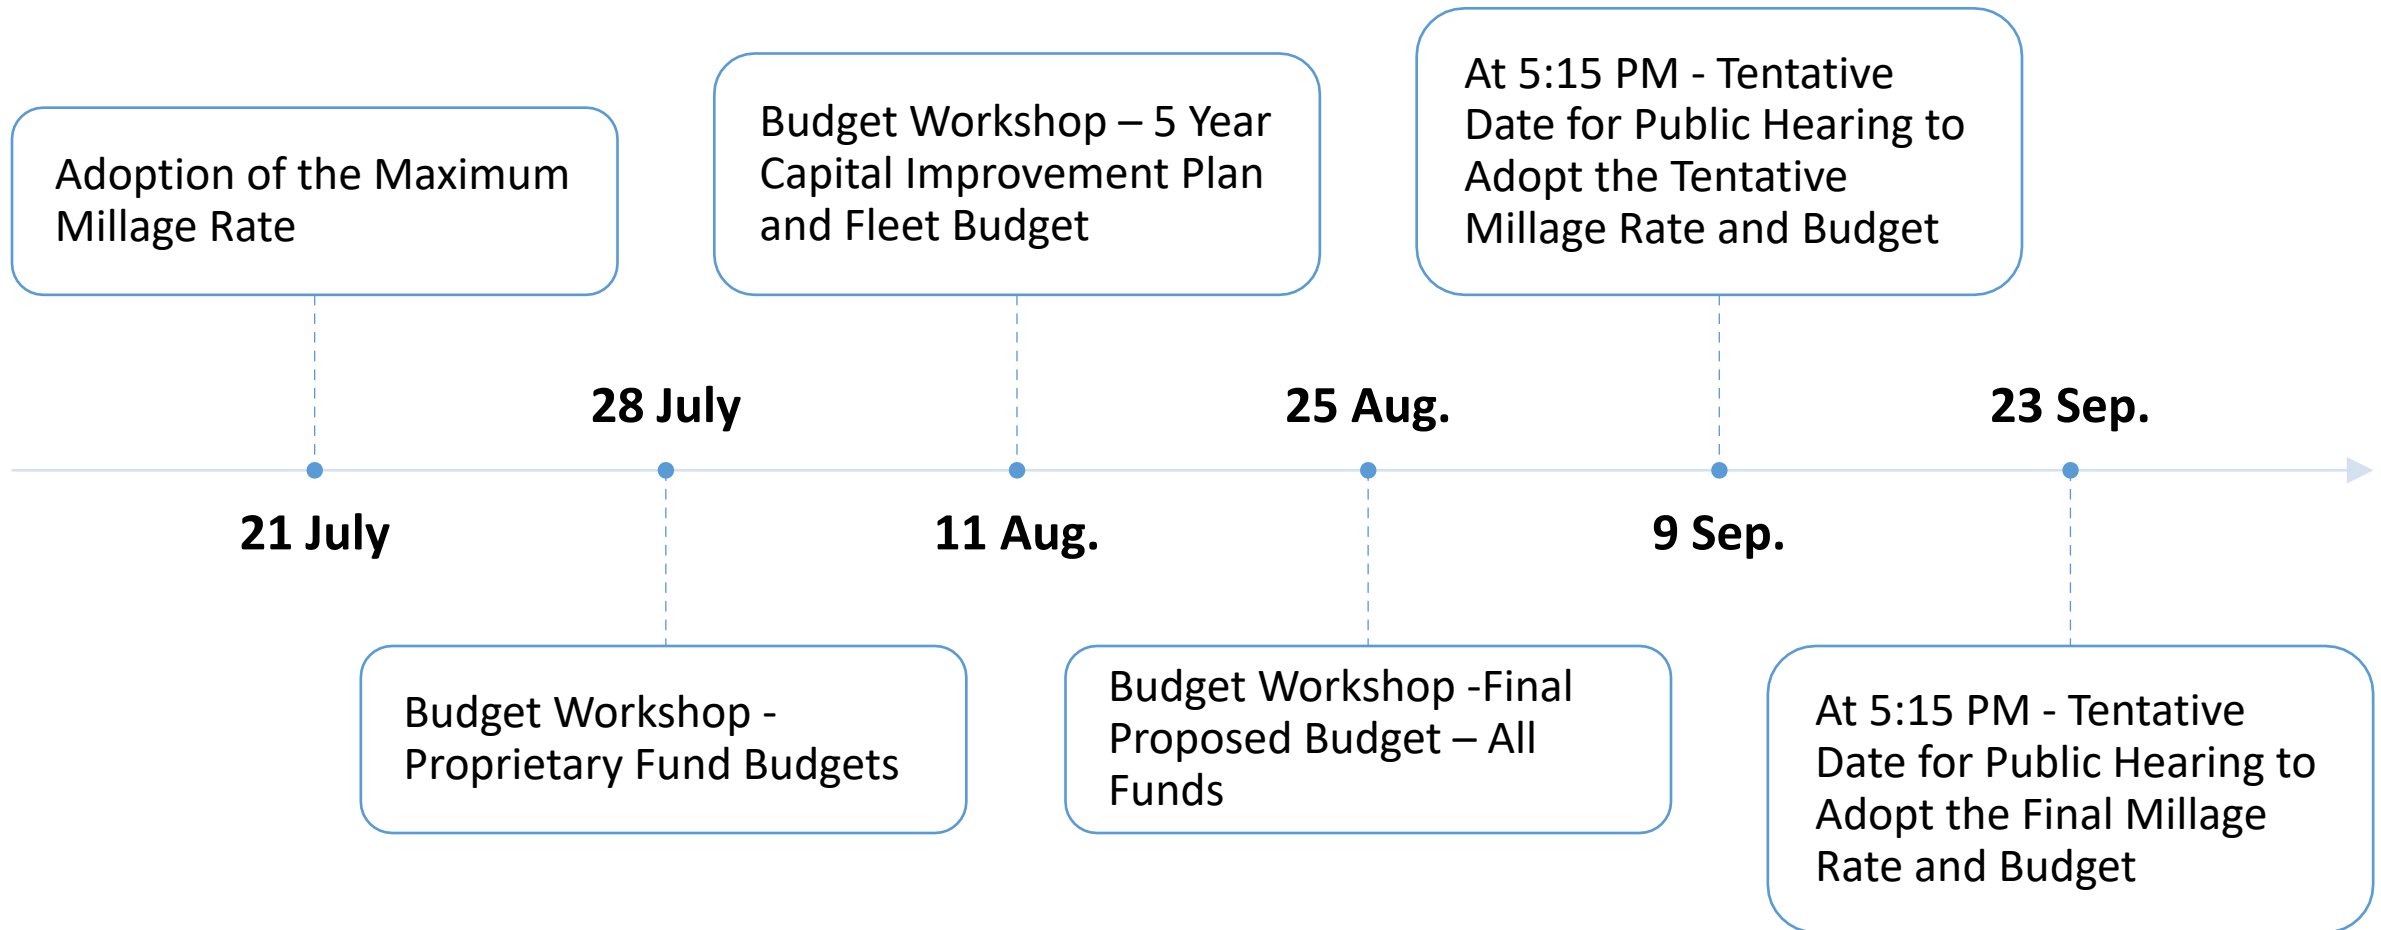 Adoption of the Maximum
Millage Rate
21 July
28 July
Budget Workshop -
Proprietary Fund Budgets
Budget Workshop – 5 Year
Capital Improvement Plan
and Fleet Budget
11 Aug.
25 Aug.
Budget Workshop -Final
Proposed Budget – All
Funds
At 5:15 PM - Tentative
Date for Public Hearing to
Adopt the Tentative
Millage Rate and Budget
9 Sep.
23 Sep.
At 5:15 PM - Tentative
Date for Public Hearing to
Adopt the Final Millage
Rate and Budget